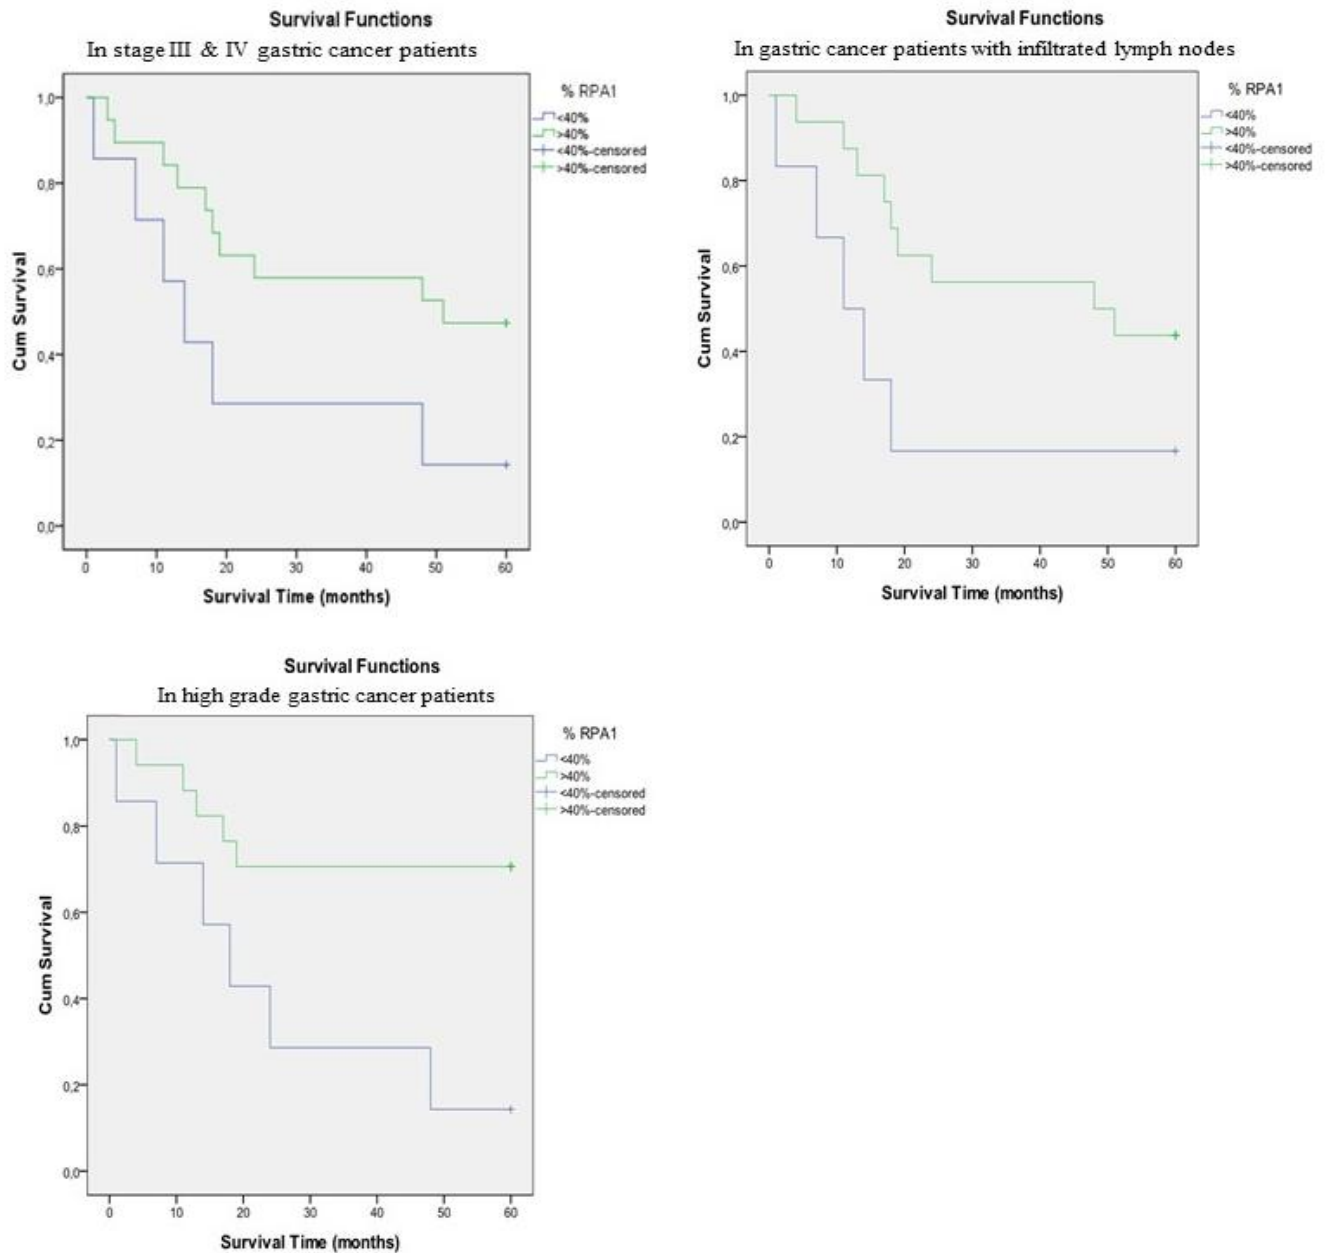 Survival Functions
In stage III & IV gastric cancer patients
% RPA1
<40%
>40%
<40%-censored
>40%-censored
1,0
0,8
0,6
0,4
0,2
0,0
Cum Survival
0 10 20 30 40 50 60
Survival Time (months)
Survival Functions
In gastric cancer patients with infiltrated lymph nodes
% RPA1
<40%
>40%
<40%-censored
>40%-censored
1,0
0,8
0,6
0,4
0,2
0,0
Cum Survival
0 10 20 30 40 50 60
Survival Time (months)
Survival Functions
In high grade gastric cancer patients
% RPA1
<40%
>40%
<40%-censored
>40%-censored
1,0
0,8
0,6
0,4
0,2
0,0
Cum Survival
0 10 20 30 40 50 60
Survival Time (months)